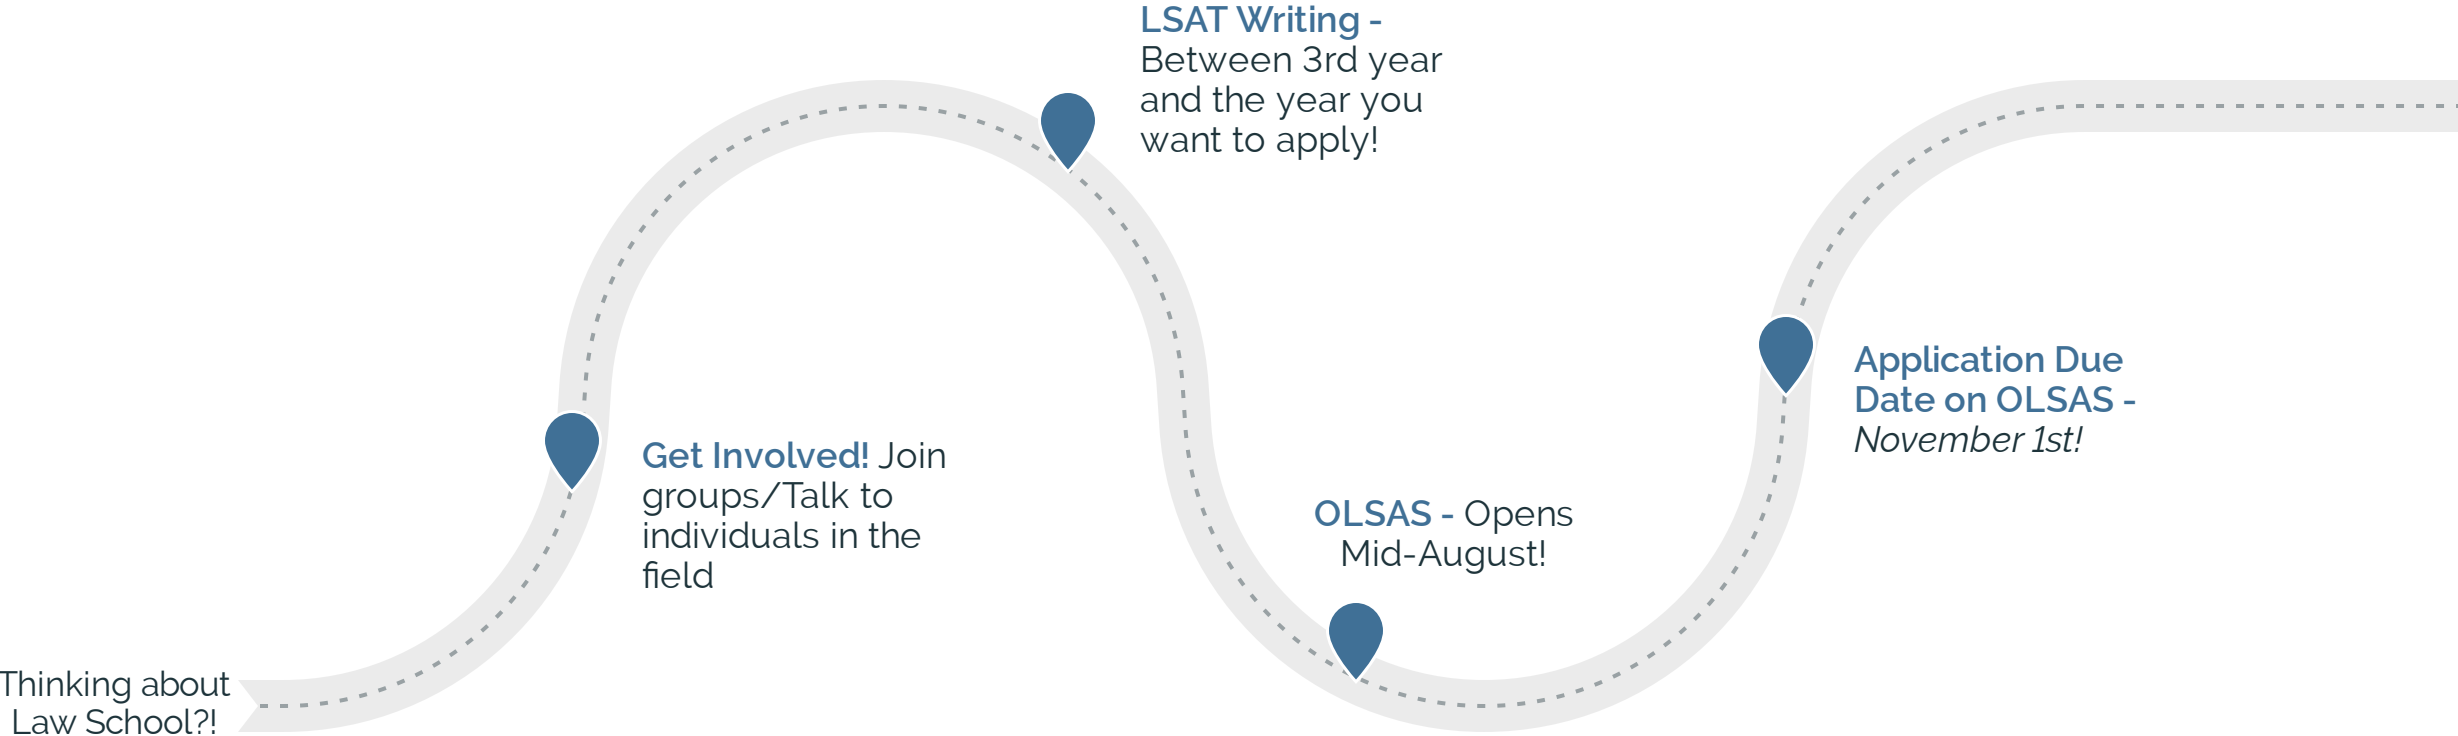 Thinking about
Law School?!
Get Involved! Join
groups/Talk to
individuals in the
field
LSAT Writing -
Between 3rd year
and the year you
want to apply!
OLSAS - Opens
Mid-August!
Application Due
Date on OLSAS -
November 1st!